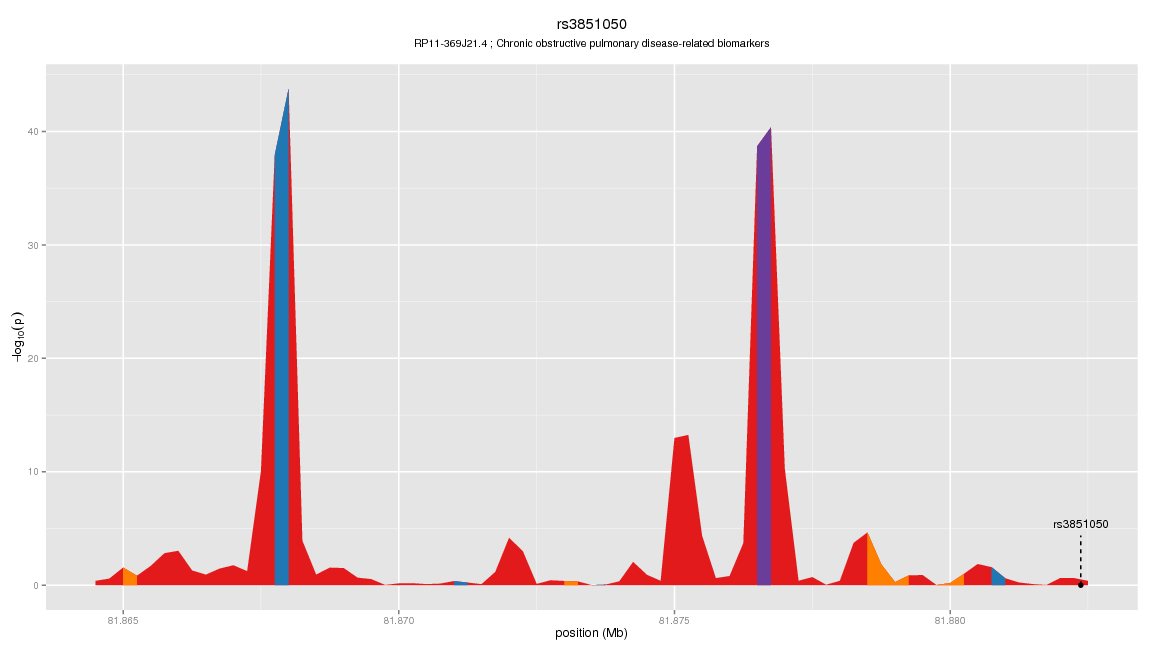 rs3851050
RP11-369J21.4 ; Chronic obstructive pulmonary disease-related biomarkers
−log10(p)
40
30
20
10
0
rs3851050
81.865
81.870
81.875
81.880
position (Mb)